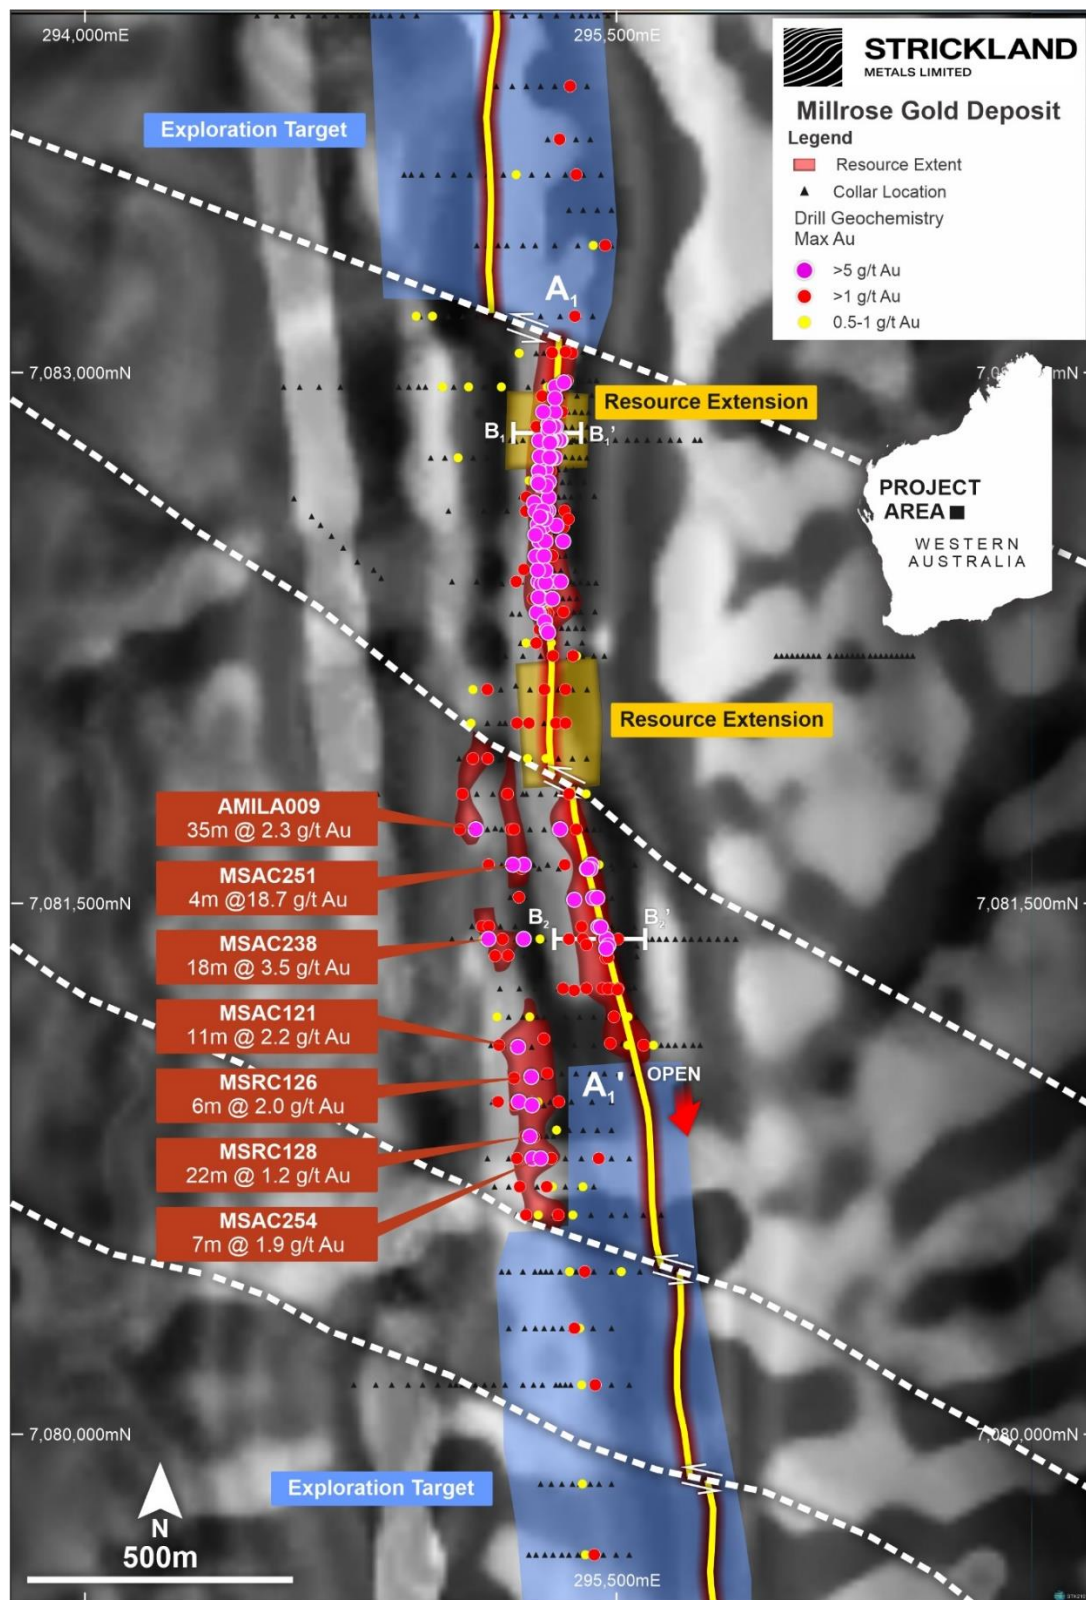 294,000mE
295,500mE
STRICKLAND
METALS LIMITED
Millrose Gold Deposit
Legend
Resource Extent
Collar Location
Drill Geochemistry
Max Au
>5 g/t Au
>1 g/t Au
0.5-1 g/t Au
Exploration Target
A1
7,083,000mN
Resource Extension
B1
B1'
PROJECT
AREA
WESTERN
AUSTRALIA
Resource Extension
AMILA009
35m @ 2.3 g/t Au
MSAC251
4m @18.7 g/t Au
7,081,500mN
7,081,500mN
B2
B2'
MSAC238
18m @ 3.5 g/t Au
MSAC121
11m @ 2.2 g/t Au
A1'
OPEN
MSRC126
6m @ 2.0 g/t Au
MSRC128
22m @ 1.2 g/t Au
MSAC254
7m @ 1.9 g/t Au
7,080,000mN
7,080,000mN
Exploration Target
N
500m
295,500mE